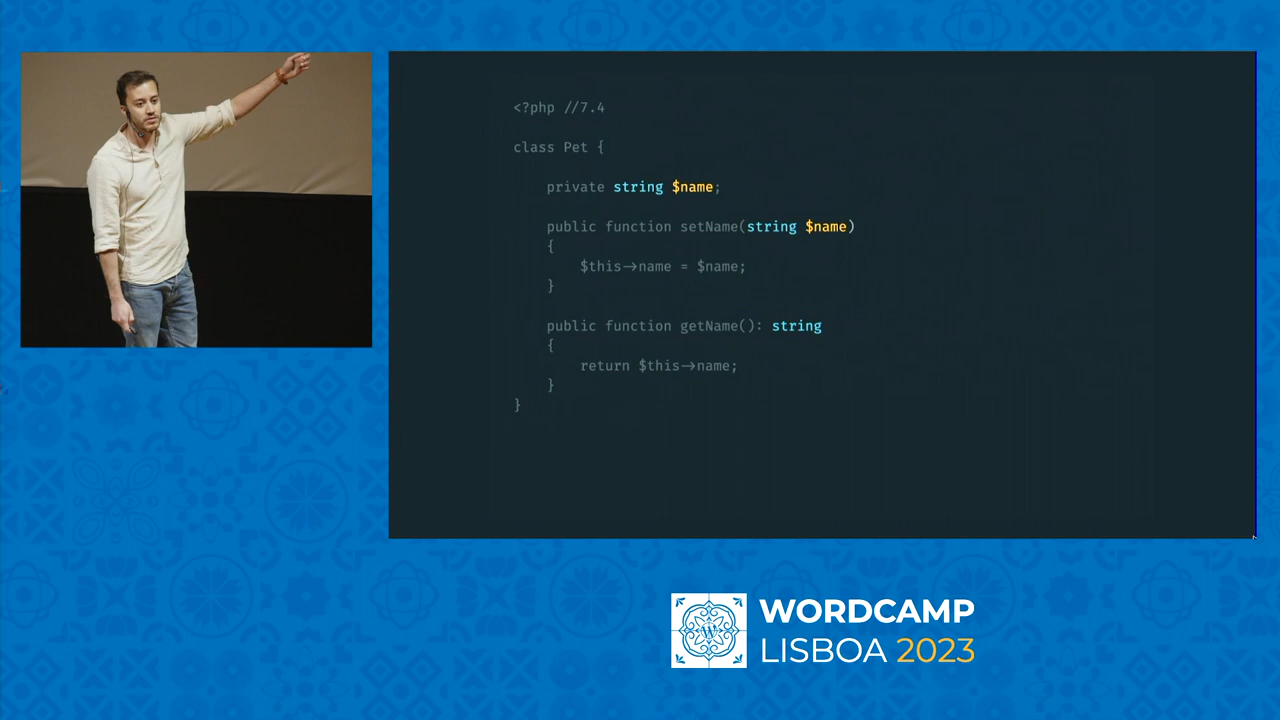 <?php //7.4
class Pet {
private string $name;
public function setName(string $name)
{
$this->name = $name;
}
public function getName(): string
{
return $this->name;
}
}
WORDCAMP
LISBOA 2023